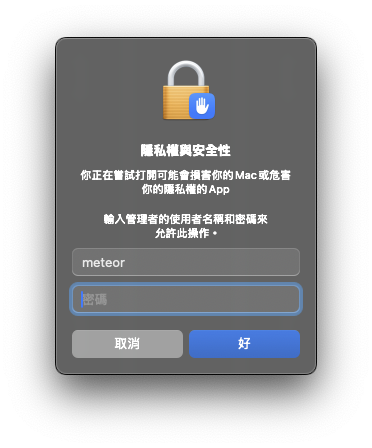 隱私權與安全性
你正在嘗試打開可能會損害你的 Mac 或危害
你的隱私權的 App
輸入管理者的使用者名稱和密碼來
允許此操作。
meteor
密碼
取消
好